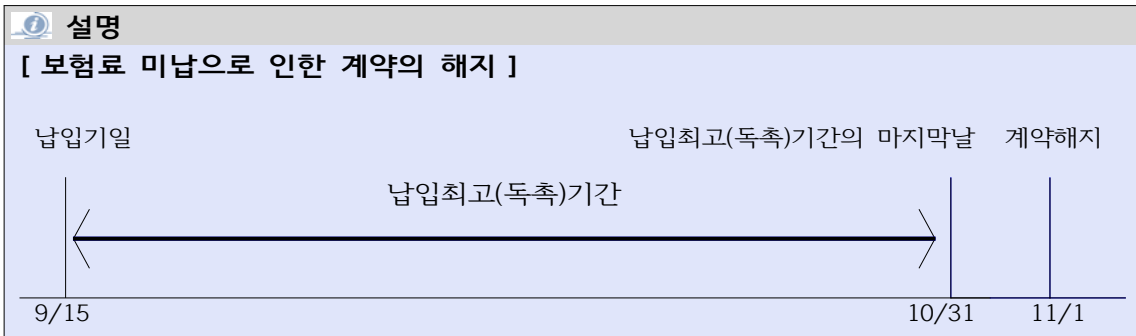 설명
[ 보험료 미납으로 인한 계약의 해지 ]
납입기일 납입최고(독촉)기간의 마지막날 계약해지
납입최고(독촉)기간
9/15 10/31 11/1